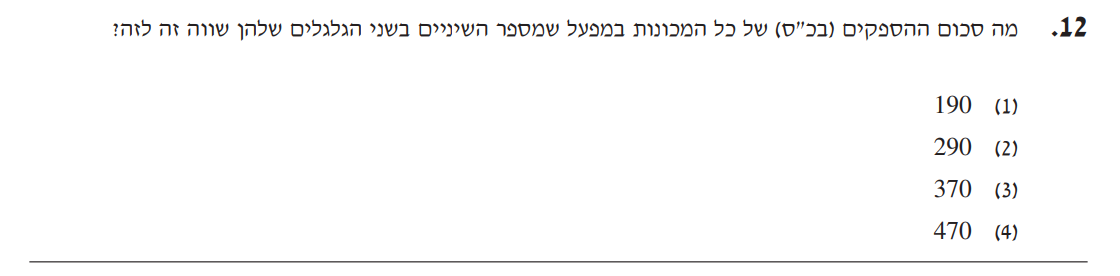 12. מה סכום ההספקים (בכ"ס) של כל המכונות במפעל שמספר השיניים בשני הגלגלים שלהן שווה זה לזה?
(1) 190
(2) 290
(3) 370
(4) 470